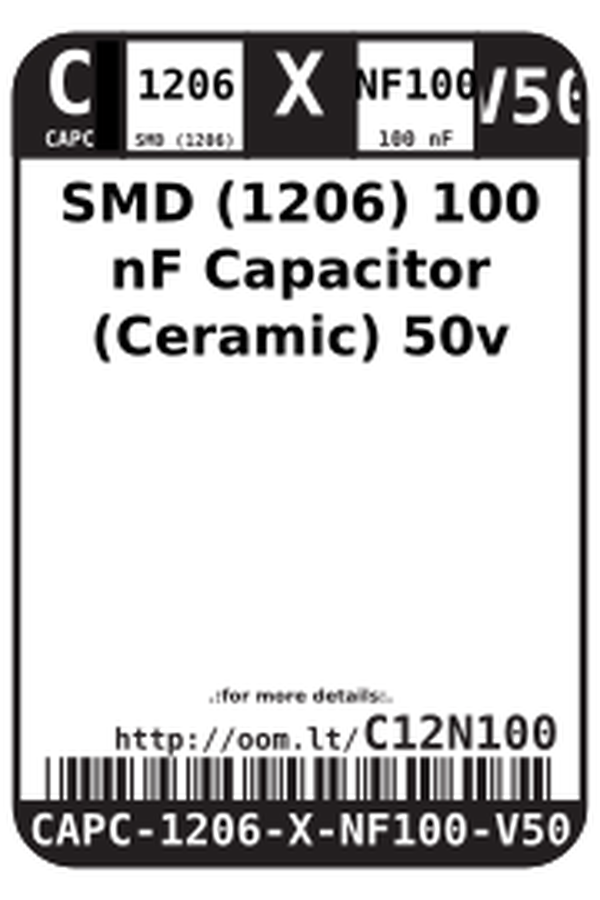 C 1206 X NF100 V50
CAPC SMD (1206) 100 nF
SMD (1206) 100
nF Capacitor
(Ceramic) 50v
.:for more details:.
http://oom.lt/C12N100
CAPC-1206-X-NF100-V50